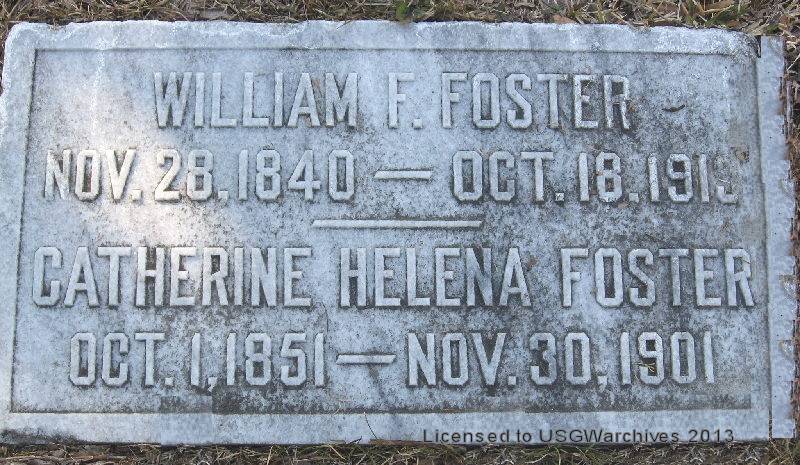 WILLIAM F. FOSTER
NOV. 28, 1840 — OCT. 18. 191
CATHERINE HELENA FOSTER
OCT. 1, 1851 — NOV. 30, 1901
Licensed to USGWarchives 2013